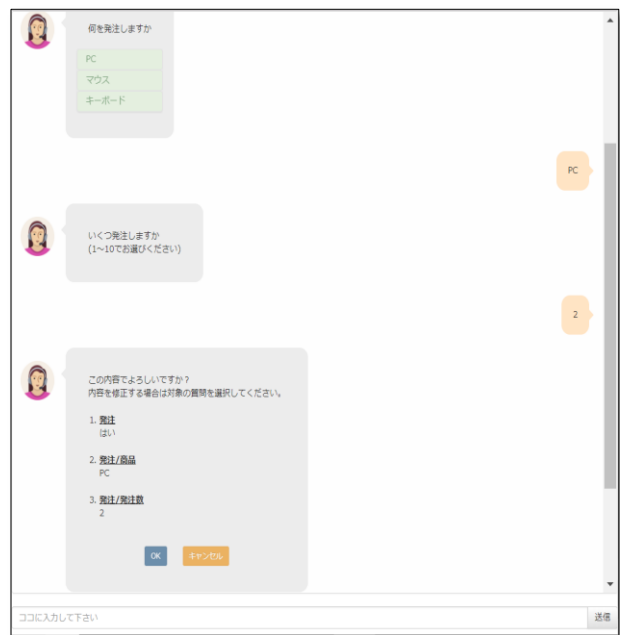 何を発注しますか
PC
マウス
キーボード
PC
いくつ発注しますか
(1~10でお選びください)
2
この内容でよろしいですか?
内容を修正する場合は対象の質問を選択してください。
1. 発注
はい
2. 発注/商品
PC
3. 発注/発注数
2
OK キャンセル
ココに入力して下さい 送信